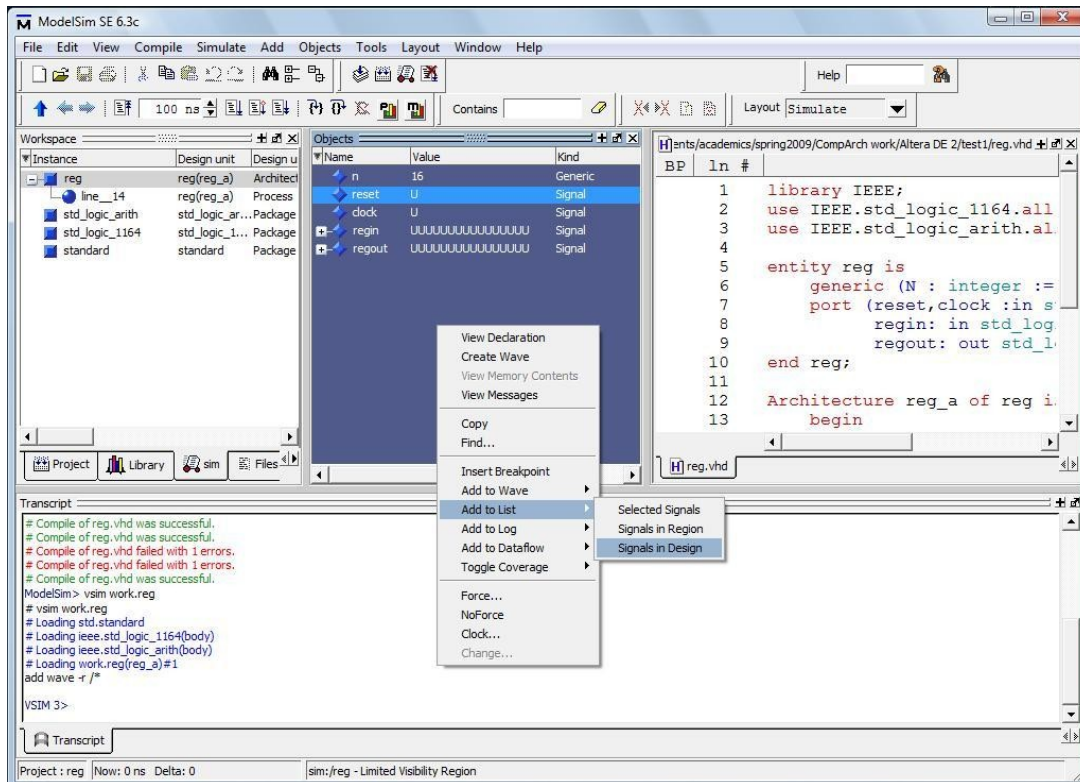 ModelSim SE 6.3c
File Edit View Compile Simulate Add Objects Tools Layout Window Help
Help
100 ns
Contains
Layout Simulate
Workspace
Instance Design unit Design u
reg reg(reg_a) Architect
line__14 reg(reg_a) Process
std_logic_arith std_logic_ar... Package
std_logic_1164 std_logic_1... Package
standard standard Package
Project Library sim Files
Objects
Name Value Kind
n 16 Generic
reset U Signal
clock U Signal
regin UUUUUUUUUUUUUUUU Signal
regout UUUUUUUUUUUUUUUU Signal
View Declaration
Create Wave
View Memory Contents
View Messages
Copy
Find...
Insert Breakpoint
Add to Wave
Add to List
Add to Log
Add to Dataflow
Toggle Coverage
Force...
NoForce
Clock...
Change...
Selected Signals
Signals in Region
Signals in Design
ents/academics/spring2009/CompArch work/Altera DE 2/test1/reg.vhd
BP ln #
1 library IEEE;
2 use IEEE.std_logic_1164.all
3 use IEEE.std_logic_arith.al
4
5 entity reg is
6 generic (N : integer :=
7 port (reset,clock :in s
8 regin: in std_log
9 regout: out std_l
10 end reg;
11
12 Architecture reg_a of reg i
13 begin
reg.vhd
Transcript
# Compile of reg.vhd was successful.
# Compile of reg.vhd was successful.
# Compile of reg.vhd failed with 1 errors.
# Compile of reg.vhd failed with 1 errors.
# Compile of reg.vhd was successful.
ModelSim> vsim work.reg
# vsim work.reg
# Loading std.standard
# Loading ieee.std_logic_1164(body)
# Loading ieee.std_logic_arith(body)
# Loading work.reg(reg_a)#1
add wave -r /*
VSIM 3>
Transcript
Project : reg Now: 0 ns Delta: 0 sim:/reg - Limited Visibility Region